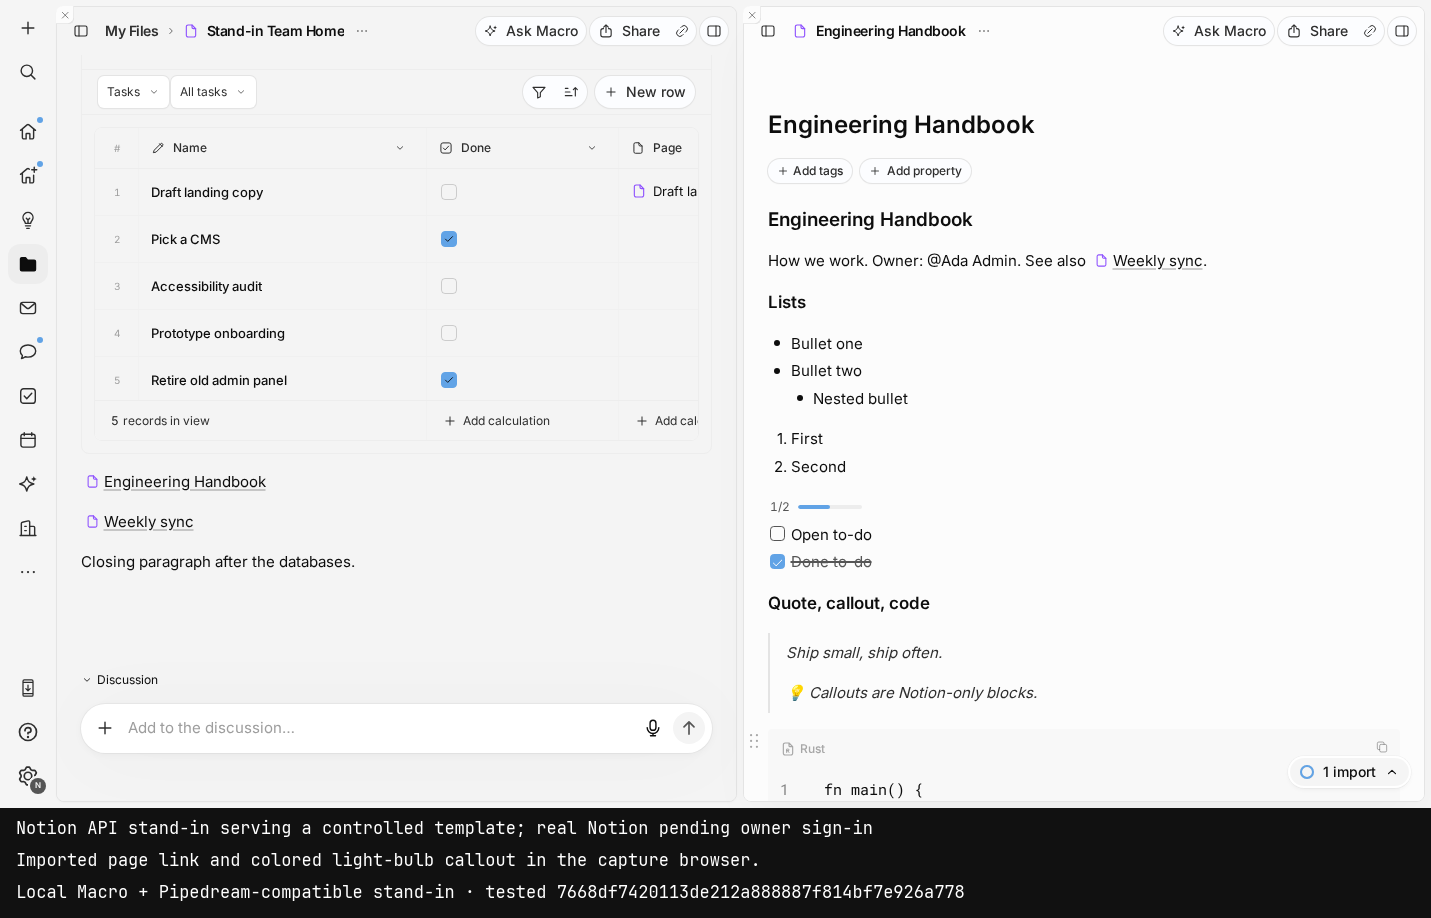 My Files
Stand-in Team Home
Ask Macro
Share
Tasks
All tasks
New row
# Name Done Page
1 Draft landing copy Draft la
2 Pick a CMS
3 Accessibility audit
4 Prototype onboarding
5 Retire old admin panel
5 records in view Add calculation Add cal
Engineering Handbook
Weekly sync
Closing paragraph after the databases.
Discussion
Add to the discussion...
N
Engineering Handbook
Ask Macro
Share
Engineering Handbook
Add tags
Add property
Engineering Handbook
How we work. Owner: @Ada Admin. See also Weekly sync.
Lists
Bullet one
Bullet two
Nested bullet
1. First
2. Second
1/2
Open to-do
Done to-do
Quote, callout, code
Ship small, ship often.
💡 Callouts are Notion-only blocks.
Rust
1 fn main() {
1 import
Notion API stand-in serving a controlled template; real Notion pending owner sign-in
Imported page link and colored light-bulb callout in the capture browser.
Local Macro + Pipedream-compatible stand-in · tested 7668df7420113de212a888887f814bf7e926a778